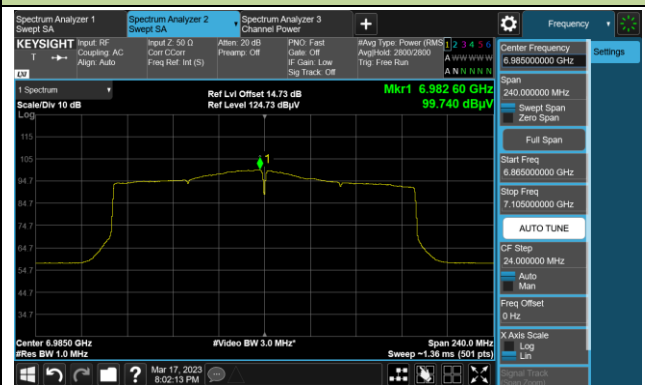 Spectrum Analyzer 1
Swept SA
Spectrum Analyzer 2
Swept SA
Spectrum Analyzer 3
Channel Power
Frequency
KEYSIGHT
T
LXI
Input: RF
Coupling: AC
Align: Auto
Input Z: 50 Ω
Corr CCorr
Freq Ref: Int (S)
Atten: 20 dB
Preamp: Off
PNO: Fast
Gate: Off
IF Gain: Low
Sig Track: Off
#Avg Type: Power (RMS
Avg|Hold: 2800/2800
Trig: Free Run
1 2 3 4 5 6
A W W W W W
A N N N N N
Center Frequency
6.985000000 GHz
Settings
Span
240.000000 MHz
Swept Span
Zero Span
Full Span
Start Freq
6.865000000 GHz
Stop Freq
7.105000000 GHz
AUTO TUNE
CF Step
24.000000 MHz
Auto
Man
Freq Offset
0 Hz
X Axis Scale
Log
Lin
Signal Track
(Span Zoom)
1 Spectrum
Scale/Div 10 dB
Log
Ref Lvl Offset 14.73 dB
Ref Level 124.73 dBµV
Mkr1 6.982 60 GHz
99.740 dBµV
1
115
105
94.7
84.7
74.7
64.7
54.7
44.7
34.7
Center 6.9850 GHz
#Res BW 1.0 MHz
#Video BW 3.0 MHz*
Span 240.0 MHz
Sweep ~1.36 ms (501 pts)
?
Mar 17, 2023
8:02:13 PM